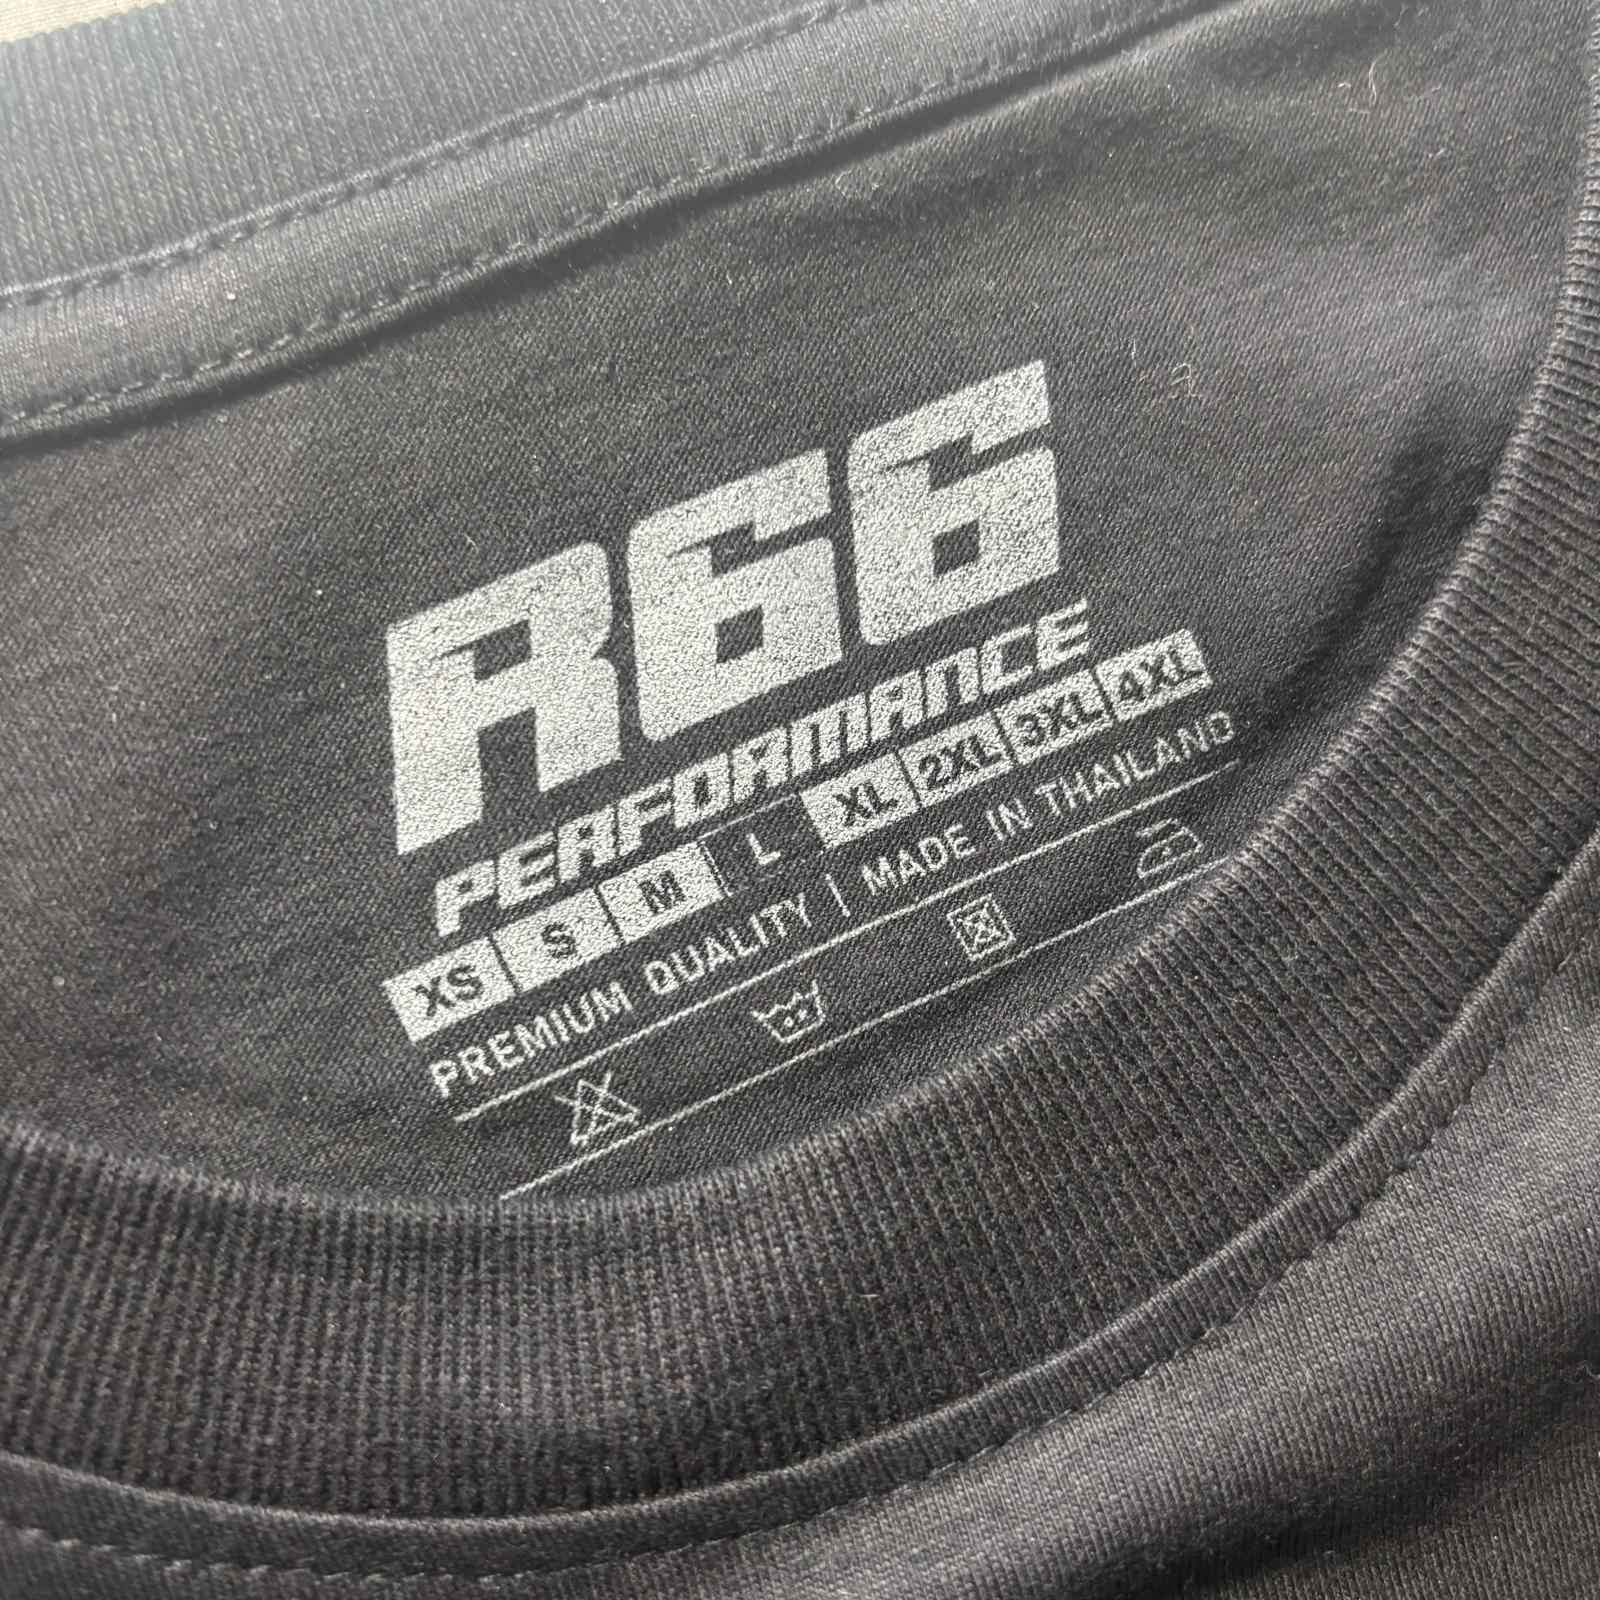 R66
PERFORMANCE
XS S M L XL 2XL 3XL 4XL
PREMIUM QUALITY | MADE IN THAILAND